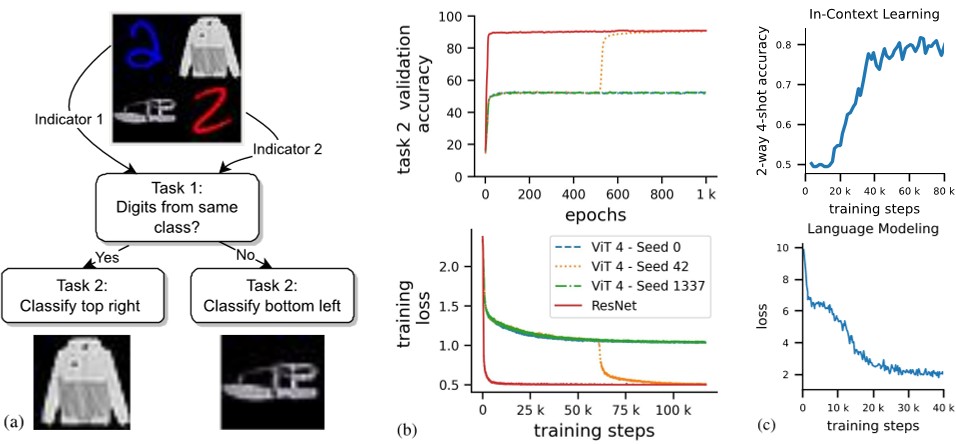 Indicator 1
Indicator 2
Task 1:
Digits from same
class?
Yes
No
Task 2:
Classify top right
Task 2:
Classify bottom left
(a)
task 2 validation
accuracy
100
80
60
40
20
0
0
200
400
600
800
1 k
epochs
training
loss
2.0
1.5
1.0
0.5
ViT 4 - Seed 0
ViT 4 - Seed 42
ViT 4 - Seed 1337
ResNet
0
25 k
50 k
75 k
100 k
training steps
(b)
In-Context Learning
2-way 4-shot accuracy
0.8
0.7
0.6
0.5
0
20 k
40 k
60 k
80 k
training steps
Language Modeling
loss
10
8
6
4
2
0
10 k
20 k
30 k
40 k
training steps
(c)